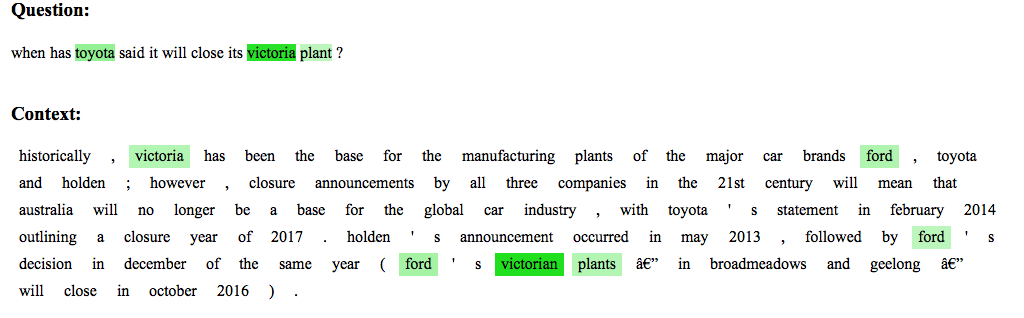 Question:
when has toyota said it will close its victoria plant ?
Context:
historically , victoria has been the base for the manufacturing plants of the major car brands ford , toyota
and holden ; however , closure announcements by all three companies in the 21st century will mean that
australia will no longer be a base for the global car industry , with toyota ' s statement in february 2014
outlining a closure year of 2017 . holden ' s announcement occurred in may 2013 , followed by ford ' s
decision in december of the same year ( ford ' s victorian plants â€” in broadmeadows and geelong â€”
will close in october 2016 ) .